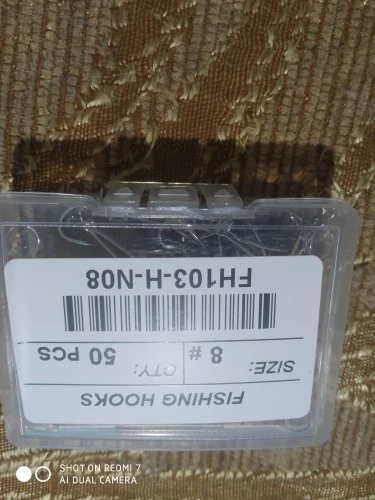 FISHING HOOKS
SIZE: 8 # QTY: 50 PCS
FH103-H-N08
SHOT ON REDMI 7
AI DUAL CAMERA